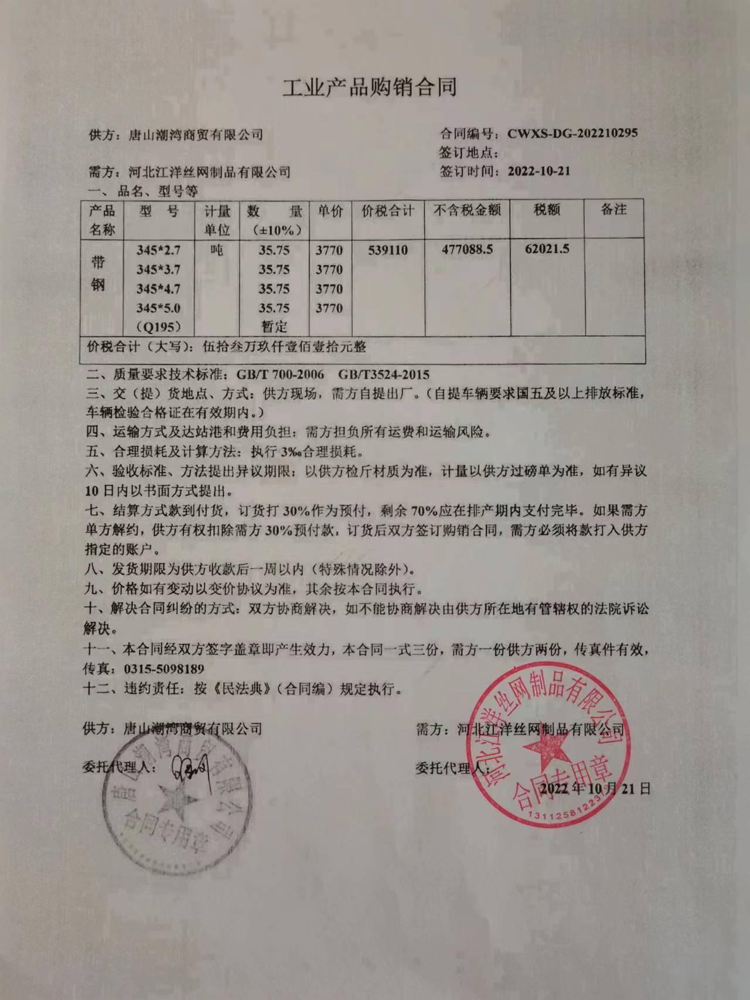 工业产品购销合同
供方：唐山潮湾商贸有限公司
合同编号：CWXS-DG-202210295
签订地点：
需方：河北江洋丝网制品有限公司
签订时间：2022-10-21
一、品名、型号等
产品名称 型 号 计量单位 数 量（±10%） 单价 价税合计 不含税金额 税额 备注
带钢 345*2.7 吨 35.75 3770 539110 477088.5 62021.5
345*3.7 35.75 3770
345*4.7 35.75 3770
345*5.0 35.75 3770
（Q195） 暂定
价税合计（大写）：伍拾叁万玖仟壹佰壹拾元整
二、质量要求技术标准：GB/T 700-2006 GB/T3524-2015
三、交（提）货地点、方式：供方现场，需方自提出厂。（自提车辆要求国五及以上排放标准，
车辆检验合格证在有效期内。）
四、运输方式及达站港和费用负担：需方担负所有运费和运输风险。
五、合理损耗及计算方法：执行 3‰合理损耗。
六、验收标准、方法提出异议期限：以供方检斤材质为准，计量以供方过磅单为准，如有异议
10 日内以书面方式提出。
七、结算方式款到付货，订货打 30%作为预付，剩余 70%应在排产期内支付完毕。如果需方
单方解约，供方有权扣除需方 30%预付款，订货后双方签订购销合同，需方必须将款打入供方
指定的账户。
八、发货期限为供方收款后一周以内（特殊情况除外）。
九、价格如有变动以变价协议为准，其余按本合同执行。
十、解决合同纠纷的方式：双方协商解决，如不能协商解决由供方所在地有管辖权的法院诉讼
解决。
十一、本合同经双方签字盖章即产生效力，本合同一式三份，需方一份供方两份，传真件有效，
传真：0315-5098189
十二、违约责任：按《民法典》（合同编）规定执行。
供方：唐山潮湾商贸有限公司
需方：河北江洋丝网制品有限公司
委托代理人：
委托代理人：
2022 年 10 月 21 日
唐山潮湾商贸有限公司
合同专用章
河北江洋丝网制品有限公司
合同专用章